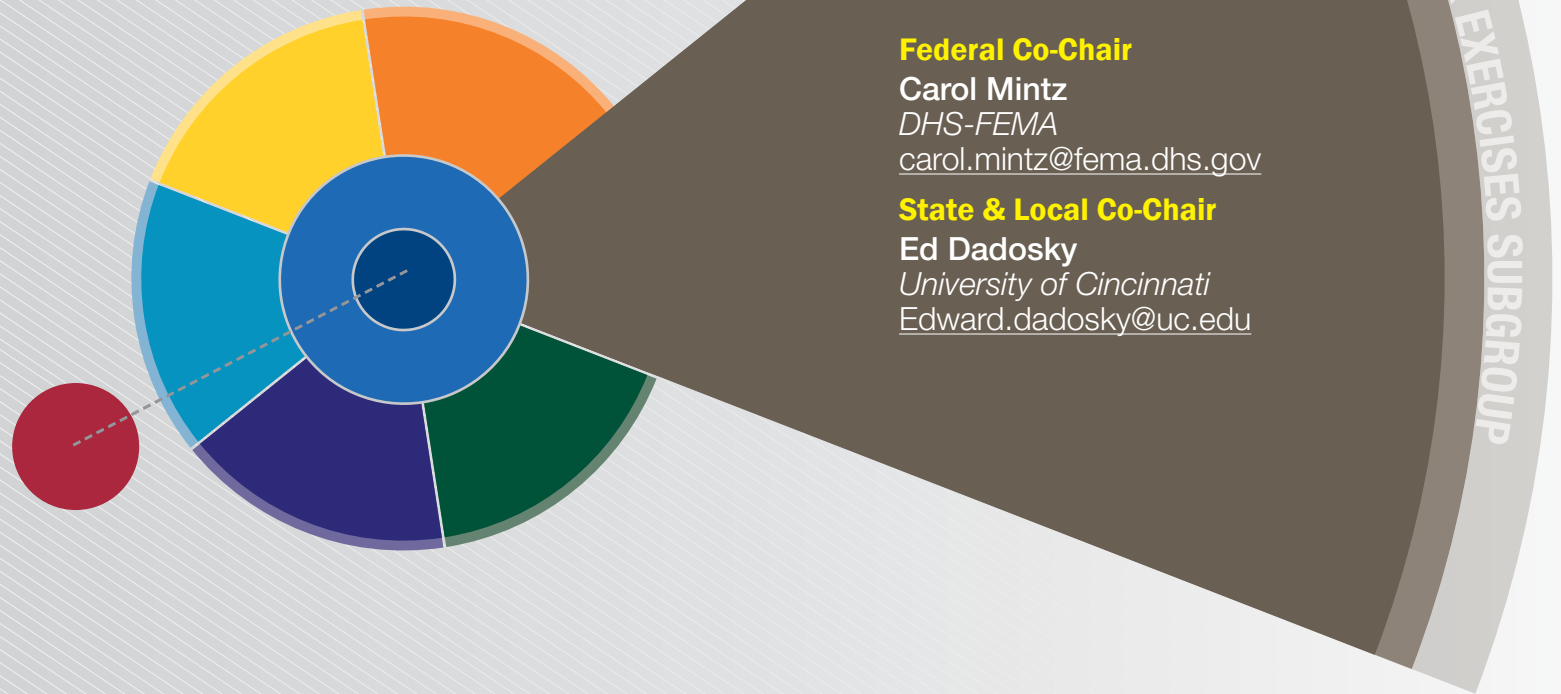 Federal Co-Chair
Carol Mintz
DHS-FEMA
carol.mintz@fema.dhs.gov
State & Local Co-Chair
Ed Dadosky
University of Cincinnati
Edward.dadosky@uc.edu
EXERCISES SUBGROUP